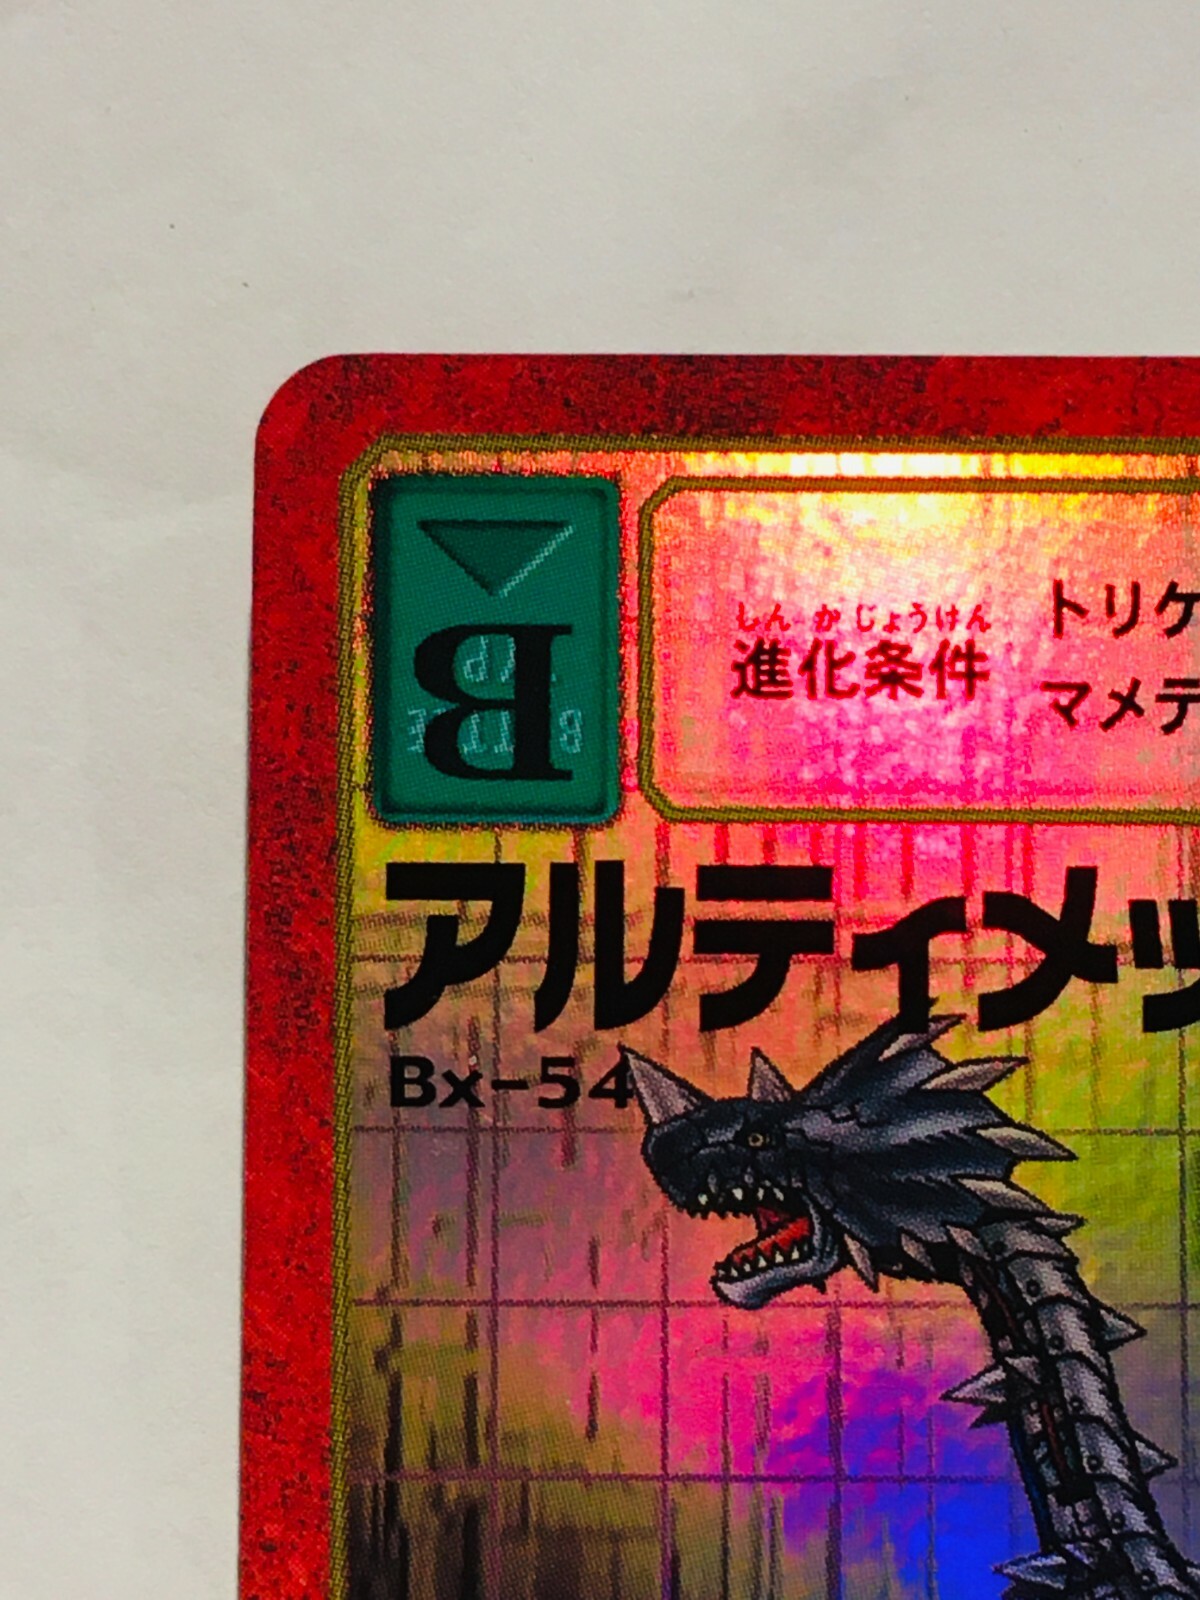 B
しん か じょうけん
進化条件
トリケ
マメテ
アルティメッ
Bx-54